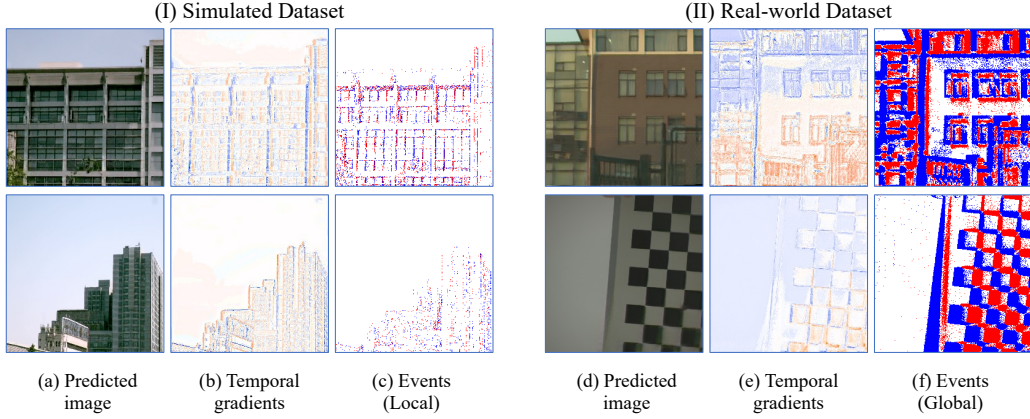 (I) Simulated Dataset
(II) Real-world Dataset
(a) Predicted
image
(b) Temporal
gradients
(c) Events
(Local)
(d) Predicted
image
(e) Temporal
gradients
(f) Events
(Global)